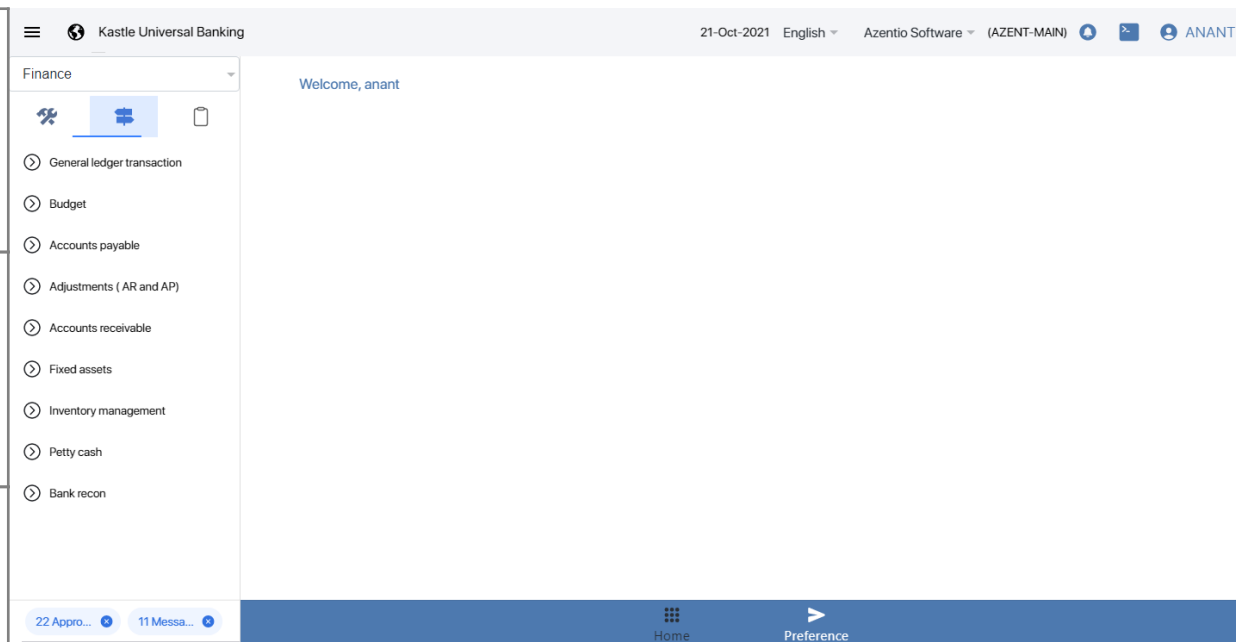 Kastle Universal Banking
21-Oct-2021 English Azentio Software (AZENT-MAIN) >_ ANANT
Finance
Welcome, anant
General ledger transaction
Budget
Accounts payable
Adjustments ( AR and AP)
Accounts receivable
Fixed assets
Inventory management
Petty cash
Bank recon
22 Appro... 11 Messa...
Home Preference